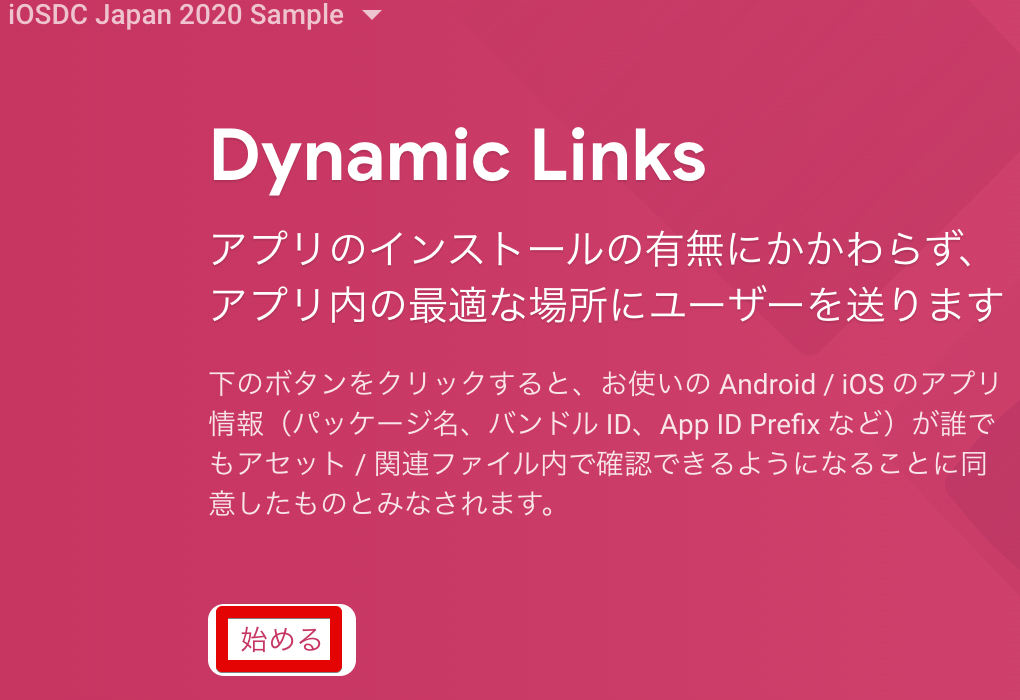 iOSDC Japan 2020 Sample
Dynamic Links
アプリのインストールの有無にかかわらず、
アプリ内の最適な場所にユーザーを送ります
下のボタンをクリックすると、お使いの Android / iOS のアプリ
情報（パッケージ名、バンドル ID、App ID Prefix など）が誰で
もアセット / 関連ファイル内で確認できるようになることに同
意したものとみなされます。
始める